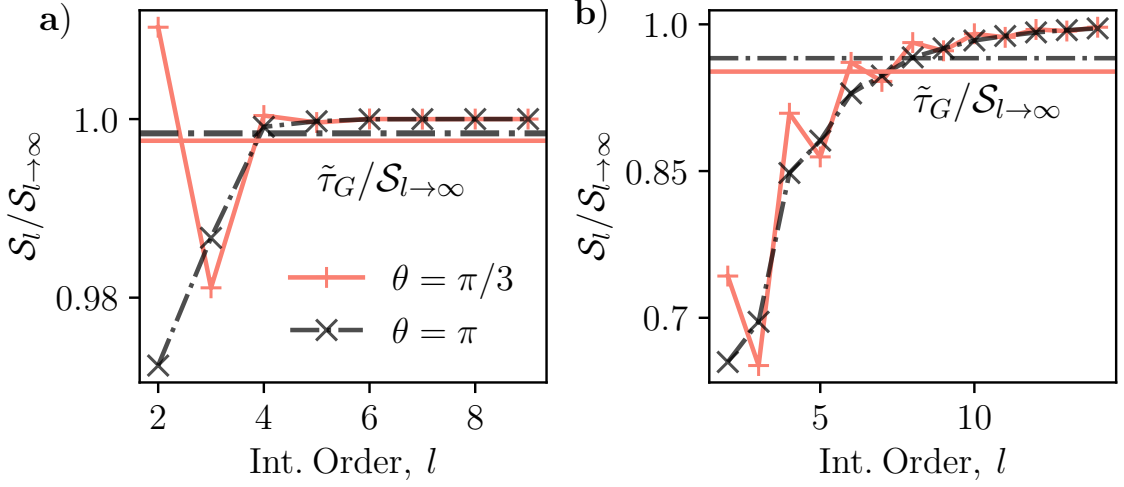 a)
1.0
0.98
S_l/S_{l→∞}
τ̃_G/S_{l→∞}
θ = π/3
θ = π
2 4 6 8
Int. Order, l
b)
1.0
0.85
0.7
S_l/S_{l→∞}
τ̃_G/S_{l→∞}
5 10
Int. Order, l